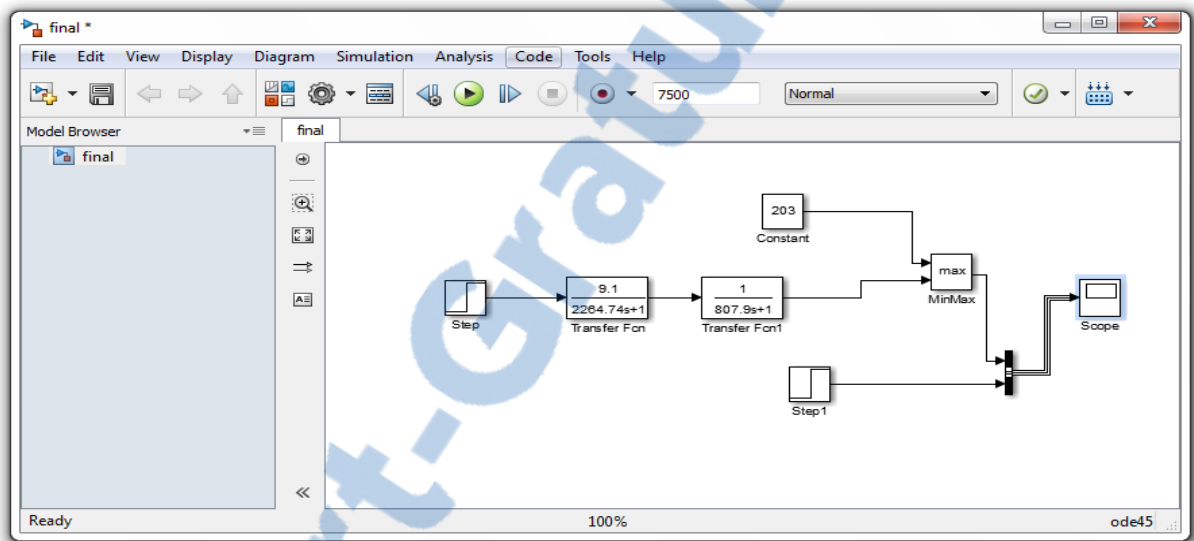 final *
File Edit View Display Diagram Simulation Analysis Code Tools Help
7500 Normal
Model Browser
final
final
203
Constant
max
MinMax
Step
9.1
2264.74s+1
Transfer Fcn
1
807.9s+1
Transfer Fcn1
Scope
Step1
Ready 100% ode45
rt-Gratui